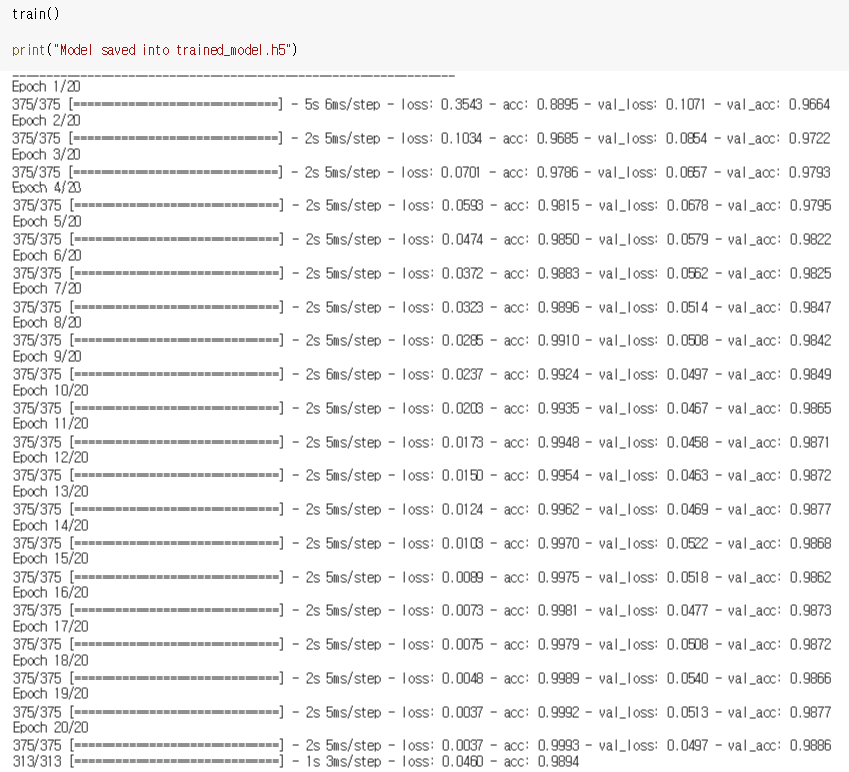 train()
print("Model saved into trained_model.h5")
_________________________________________________________________
Epoch 1/20
375/375 [==============================] - 5s 6ms/step - loss: 0.3543 - acc: 0.8895 - val_loss: 0.1071 - val_acc: 0.9664
Epoch 2/20
375/375 [==============================] - 2s 5ms/step - loss: 0.1034 - acc: 0.9685 - val_loss: 0.0854 - val_acc: 0.9722
Epoch 3/20
375/375 [==============================] - 2s 5ms/step - loss: 0.0701 - acc: 0.9786 - val_loss: 0.0657 - val_acc: 0.9793
Epoch 4/20
375/375 [==============================] - 2s 5ms/step - loss: 0.0593 - acc: 0.9815 - val_loss: 0.0678 - val_acc: 0.9795
Epoch 5/20
375/375 [==============================] - 2s 5ms/step - loss: 0.0474 - acc: 0.9850 - val_loss: 0.0579 - val_acc: 0.9822
Epoch 6/20
375/375 [==============================] - 2s 5ms/step - loss: 0.0372 - acc: 0.9883 - val_loss: 0.0562 - val_acc: 0.9825
Epoch 7/20
375/375 [==============================] - 2s 5ms/step - loss: 0.0323 - acc: 0.9896 - val_loss: 0.0514 - val_acc: 0.9847
Epoch 8/20
375/375 [==============================] - 2s 5ms/step - loss: 0.0285 - acc: 0.9910 - val_loss: 0.0508 - val_acc: 0.9842
Epoch 9/20
375/375 [==============================] - 2s 6ms/step - loss: 0.0237 - acc: 0.9924 - val_loss: 0.0497 - val_acc: 0.9849
Epoch 10/20
375/375 [==============================] - 2s 5ms/step - loss: 0.0203 - acc: 0.9935 - val_loss: 0.0467 - val_acc: 0.9865
Epoch 11/20
375/375 [==============================] - 2s 5ms/step - loss: 0.0173 - acc: 0.9948 - val_loss: 0.0458 - val_acc: 0.9871
Epoch 12/20
375/375 [==============================] - 2s 5ms/step - loss: 0.0150 - acc: 0.9954 - val_loss: 0.0463 - val_acc: 0.9872
Epoch 13/20
375/375 [==============================] - 2s 5ms/step - loss: 0.0124 - acc: 0.9962 - val_loss: 0.0469 - val_acc: 0.9877
Epoch 14/20
375/375 [==============================] - 2s 5ms/step - loss: 0.0103 - acc: 0.9970 - val_loss: 0.0522 - val_acc: 0.9868
Epoch 15/20
375/375 [==============================] - 2s 5ms/step - loss: 0.0089 - acc: 0.9975 - val_loss: 0.0518 - val_acc: 0.9862
Epoch 16/20
375/375 [==============================] - 2s 5ms/step - loss: 0.0073 - acc: 0.9981 - val_loss: 0.0477 - val_acc: 0.9873
Epoch 17/20
375/375 [==============================] - 2s 5ms/step - loss: 0.0075 - acc: 0.9979 - val_loss: 0.0508 - val_acc: 0.9872
Epoch 18/20
375/375 [==============================] - 2s 5ms/step - loss: 0.0048 - acc: 0.9989 - val_loss: 0.0540 - val_acc: 0.9866
Epoch 19/20
375/375 [==============================] - 2s 5ms/step - loss: 0.0037 - acc: 0.9992 - val_loss: 0.0513 - val_acc: 0.9877
Epoch 20/20
375/375 [==============================] - 2s 5ms/step - loss: 0.0037 - acc: 0.9993 - val_loss: 0.0497 - val_acc: 0.9886
313/313 [==============================] - 1s 3ms/step - loss: 0.0460 - acc: 0.9894